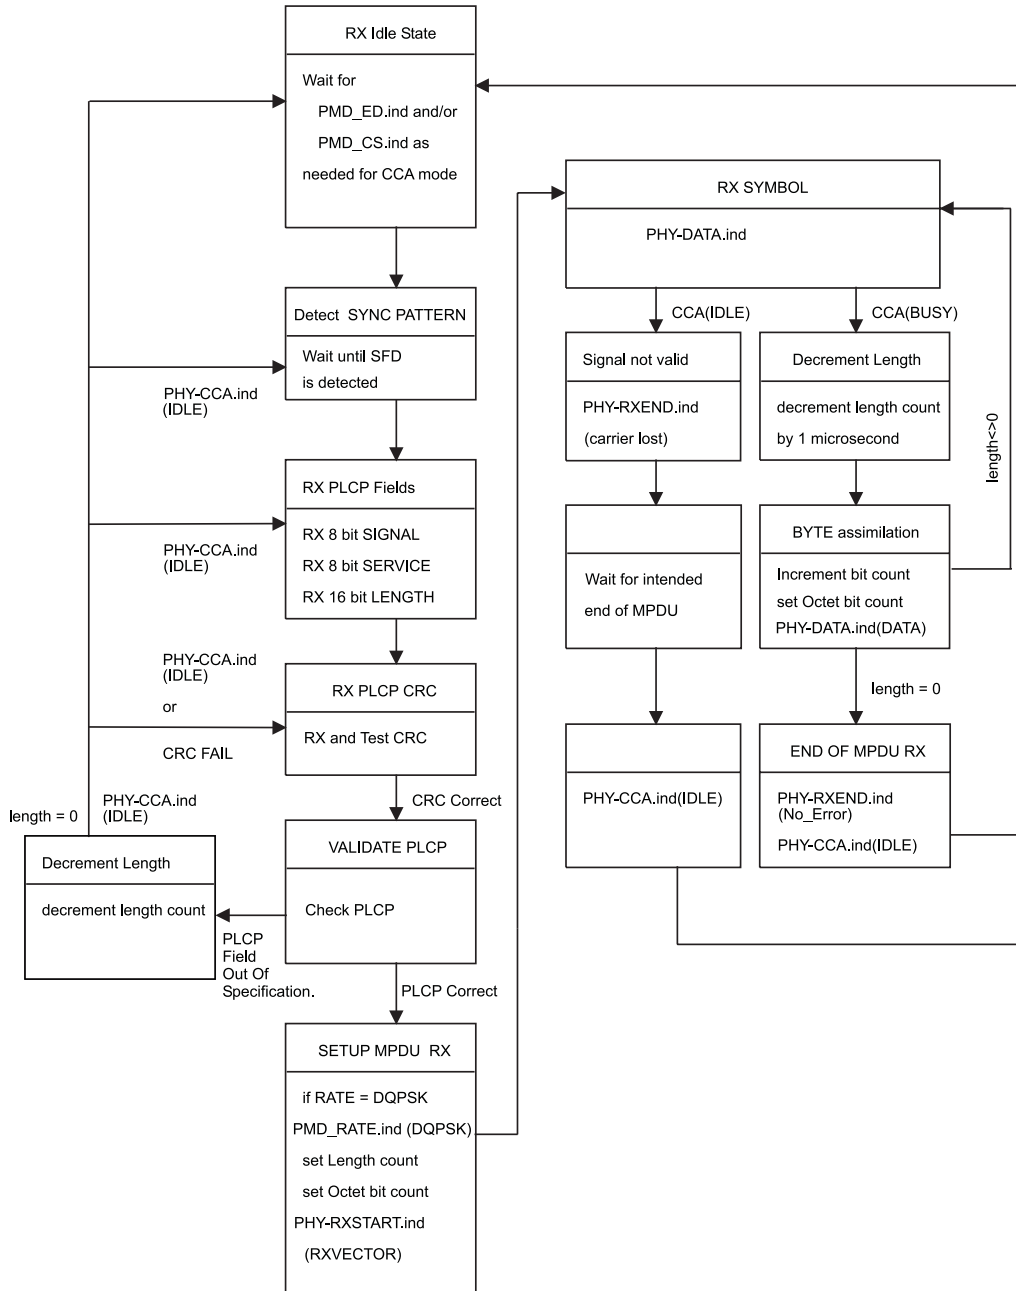 RX Idle State
Wait for
PMD_ED.ind and/or
PMD_CS.ind as
needed for CCA mode
Detect SYNC PATTERN
Wait until SFD
is detected
PHY-CCA.ind
(IDLE)
RX PLCP Fields
RX 8 bit SIGNAL
RX 8 bit SERVICE
RX 16 bit LENGTH
PHY-CCA.ind
(IDLE)
PHY-CCA.ind
(IDLE)
or
CRC FAIL
RX PLCP CRC
RX and Test CRC
CRC Correct
length = 0
PHY-CCA.ind
(IDLE)
Decrement Length
decrement length count
VALIDATE PLCP
Check PLCP
PLCP
Field
Out Of
Specification.
PLCP Correct
SETUP MPDU RX
if RATE = DQPSK
PMD_RATE.ind (DQPSK)
set Length count
set Octet bit count
PHY-RXSTART.ind
(RXVECTOR)
RX SYMBOL
PHY-DATA.ind
CCA(IDLE)
CCA(BUSY)
Signal not valid
PHY-RXEND.ind
(carrier lost)
Decrement Length
decrement length count
by 1 microsecond
length<>0
Wait for intended
end of MPDU
BYTE assimilation
Increment bit count
set Octet bit count
PHY-DATA.ind(DATA)
length = 0
PHY-CCA.ind(IDLE)
END OF MPDU RX
PHY-RXEND.ind
(No_Error)
PHY-CCA.ind(IDLE)